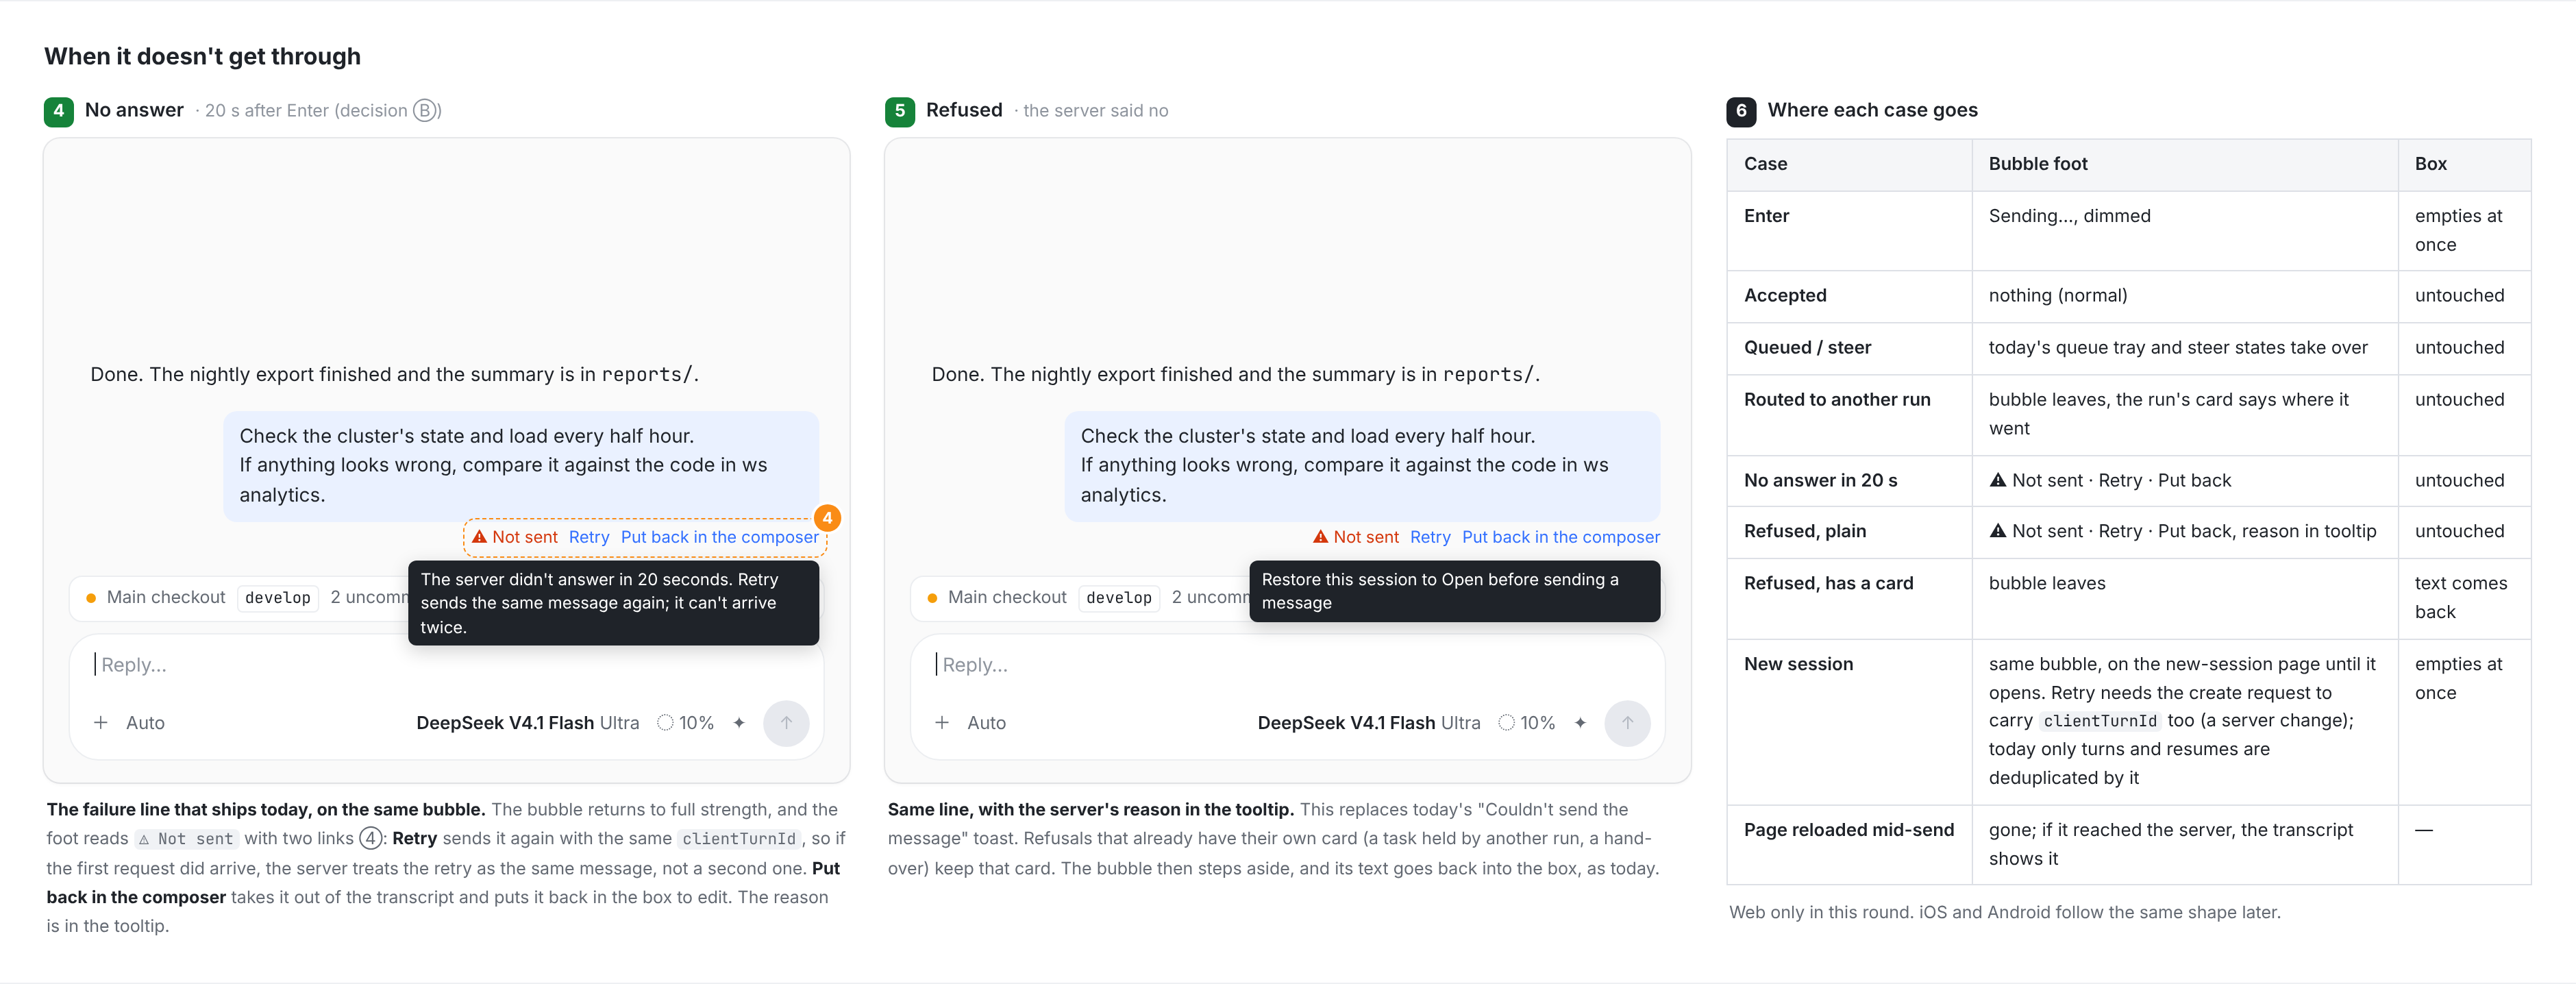 When it doesn't get through
4 No answer · 20 s after Enter (decision Ⓑ)
Done. The nightly export finished and the summary is in reports/.
Check the cluster's state and load every half hour.
If anything looks wrong, compare it against the code in ws
analytics.
4
⚠ Not sent Retry Put back in the composer
The server didn't answer in 20 seconds. Retry
sends the same message again; it can't arrive
twice.
Main checkout develop 2 uncomm
Reply...
+ Auto DeepSeek V4.1 Flash Ultra 10% ✦ ↑
The failure line that ships today, on the same bubble. The bubble returns to full strength, and the
foot reads ⚠ Not sent with two links ④: Retry sends it again with the same clientTurnId, so if
the first request did arrive, the server treats the retry as the same message, not a second one. Put
back in the composer takes it out of the transcript and puts it back in the box to edit. The reason
is in the tooltip.
5 Refused · the server said no
Done. The nightly export finished and the summary is in reports/.
Check the cluster's state and load every half hour.
If anything looks wrong, compare it against the code in ws
analytics.
⚠ Not sent Retry Put back in the composer
Restore this session to Open before sending a
message
Main checkout develop 2 uncomm
Reply...
+ Auto DeepSeek V4.1 Flash Ultra 10% ✦ ↑
Same line, with the server's reason in the tooltip. This replaces today's "Couldn't send the
message" toast. Refusals that already have their own card (a task held by another run, a hand-
over) keep that card. The bubble then steps aside, and its text goes back into the box, as today.
6 Where each case goes
Case Bubble foot Box
Enter Sending..., dimmed empties at
once
Accepted nothing (normal) untouched
Queued / steer today's queue tray and steer states take over untouched
Routed to another run bubble leaves, the run's card says where it untouched
went
No answer in 20 s ⚠ Not sent · Retry · Put back untouched
Refused, plain ⚠ Not sent · Retry · Put back, reason in tooltip untouched
Refused, has a card bubble leaves text comes
back
New session same bubble, on the new-session page until it empties at
opens. Retry needs the create request to once
carry clientTurnId too (a server change);
today only turns and resumes are
deduplicated by it
Page reloaded mid-send gone; if it reached the server, the transcript —
shows it
Web only in this round. iOS and Android follow the same shape later.